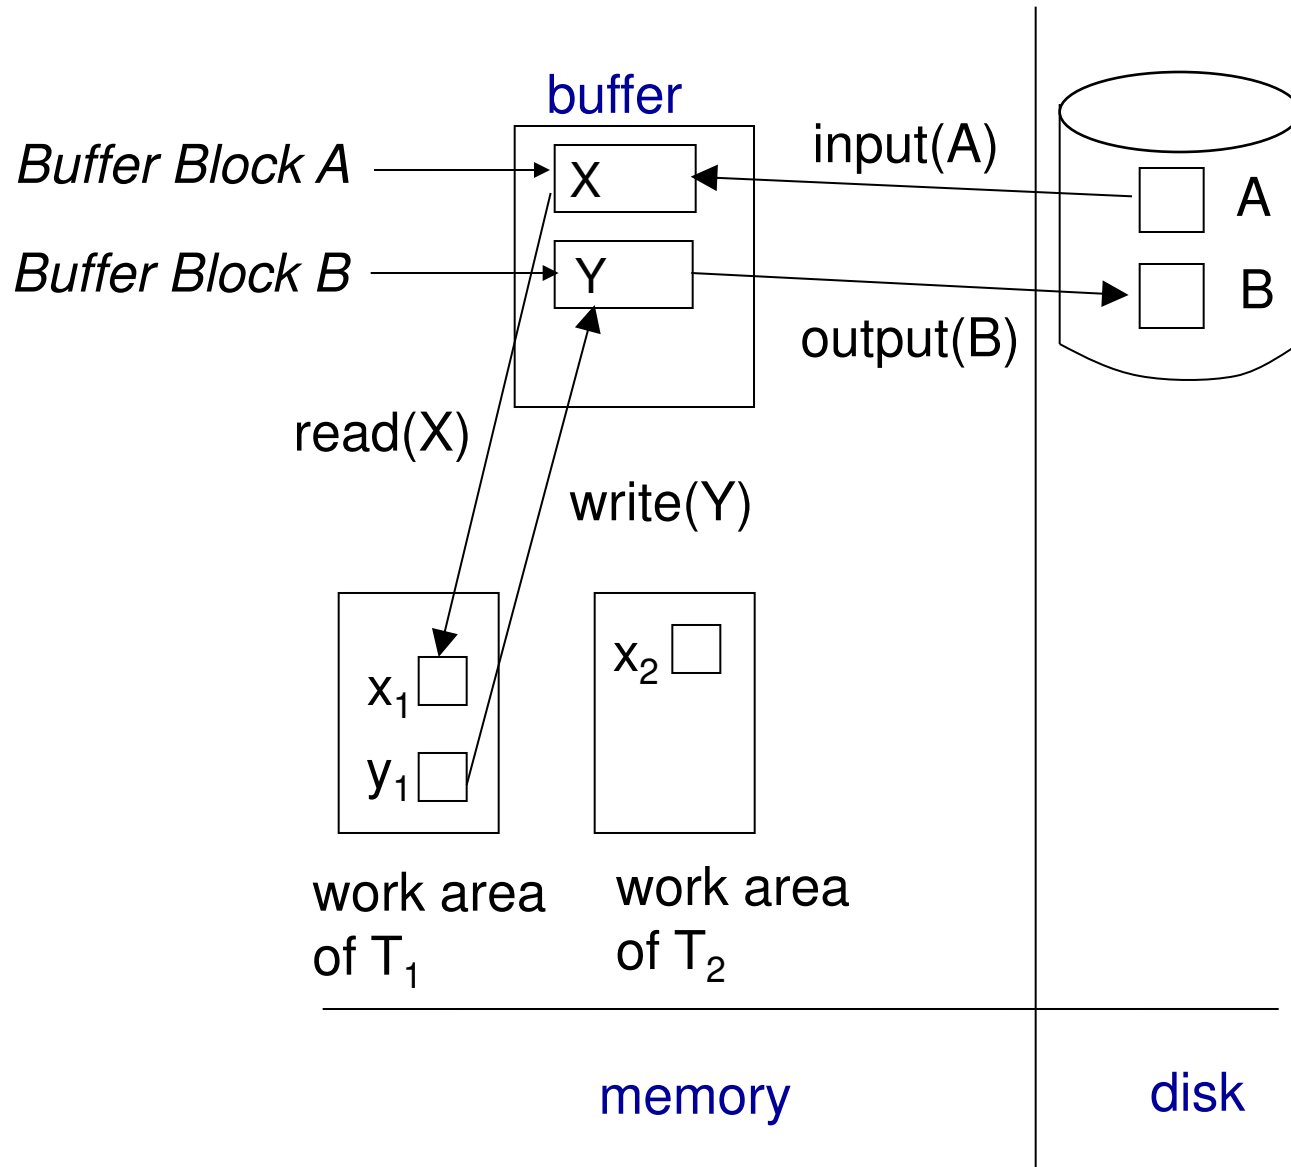 buffer
Buffer Block A
X
input(A)
A
Buffer Block B
Y
B
output(B)
read(X)
write(Y)
x₁
x₂
y₁
work area
of T₁
work area
of T₂
memory
disk